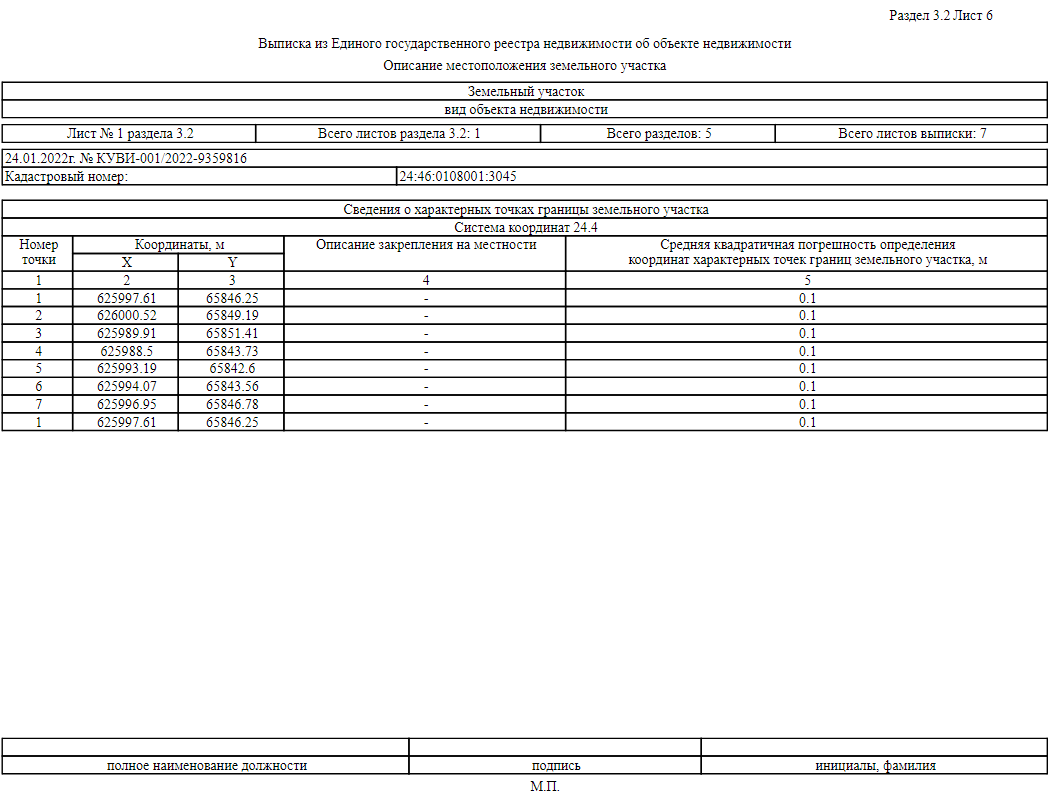 Раздел 3.2 Лист 6
Выписка из Единого государственного реестра недвижимости об объекте недвижимости
Описание местоположения земельного участка
Земельный участок
вид объекта недвижимости
Лист № 1 раздела 3.2 Всего листов раздела 3.2: 1 Всего разделов: 5 Всего листов выписки: 7
24.01.2022г. № КУВИ-001/2022-9359816
Кадастровый номер: 24:46:0108001:3045
Сведения о характерных точках границы земельного участка
Система координат 24.4
Номер точки Координаты, м Описание закрепления на местности Средняя квадратичная погрешность определения координат характерных точек границ земельного участка, м
X Y
1 2 3 4 5
1 625997.61 65846.25 - 0.1
2 626000.52 65849.19 - 0.1
3 625989.91 65851.41 - 0.1
4 625988.5 65843.73 - 0.1
5 625993.19 65842.6 - 0.1
6 625994.07 65843.56 - 0.1
7 625996.95 65846.78 - 0.1
1 625997.61 65846.25 - 0.1
полное наименование должности подпись инициалы, фамилия
М.П.